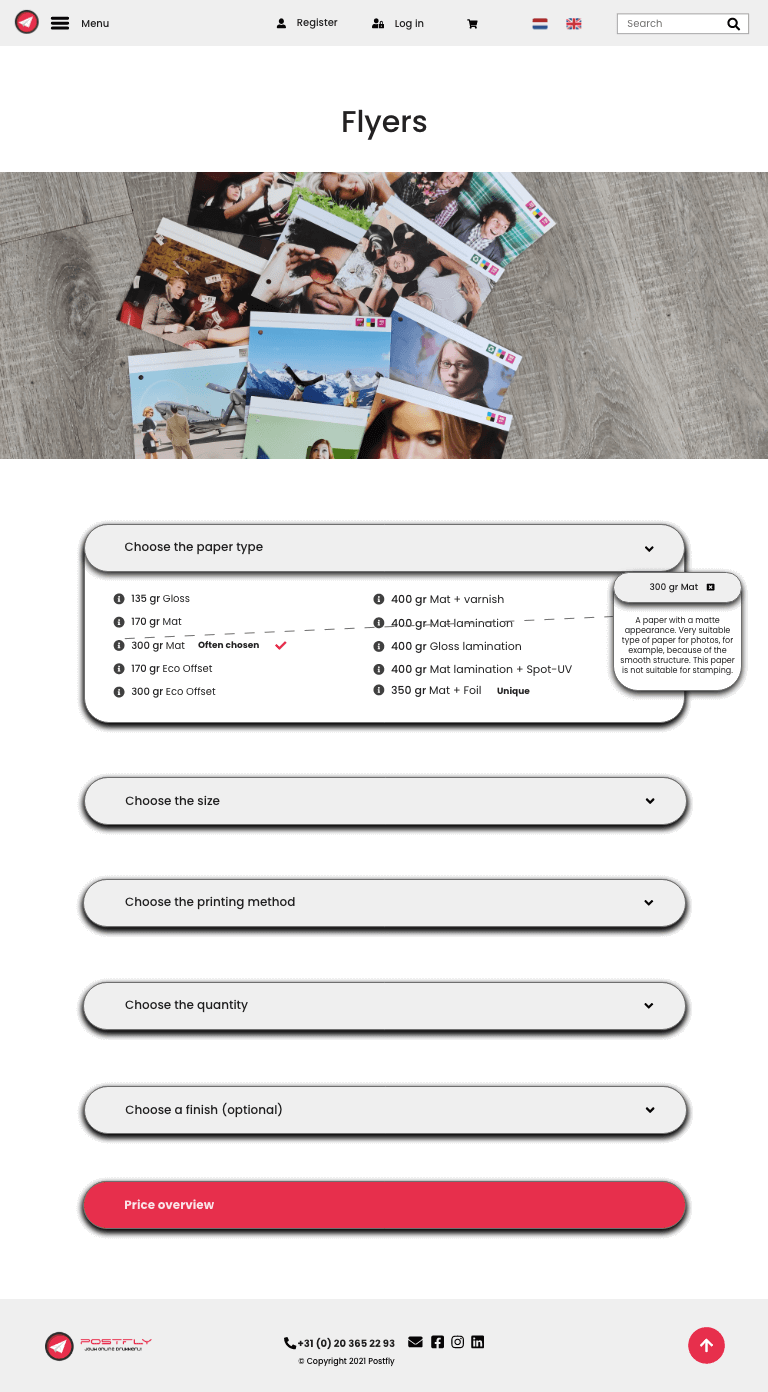 Menu
Register
Log in
Search
Flyers
Choose the paper type
135 gr Gloss
170 gr Mat
300 gr Mat Often chosen
170 gr Eco Offset
300 gr Eco Offset
400 gr Mat + varnish
400 gr Mat lamination
400 gr Gloss lamination
400 gr Mat lamination + Spot-UV
350 gr Mat + Foil Unique
300 gr Mat
A paper with a matte
appearance. Very suitable
type of paper for photos, for
example, because of the
smooth structure. This paper
is not suitable for stamping.
Choose the size
Choose the printing method
Choose the quantity
Choose a finish (optional)
Price overview
POSTFLY
JOUW ONLINE DRUKKERIJ
+31 (0) 20 365 22 93
© Copyright 2021 Postfly